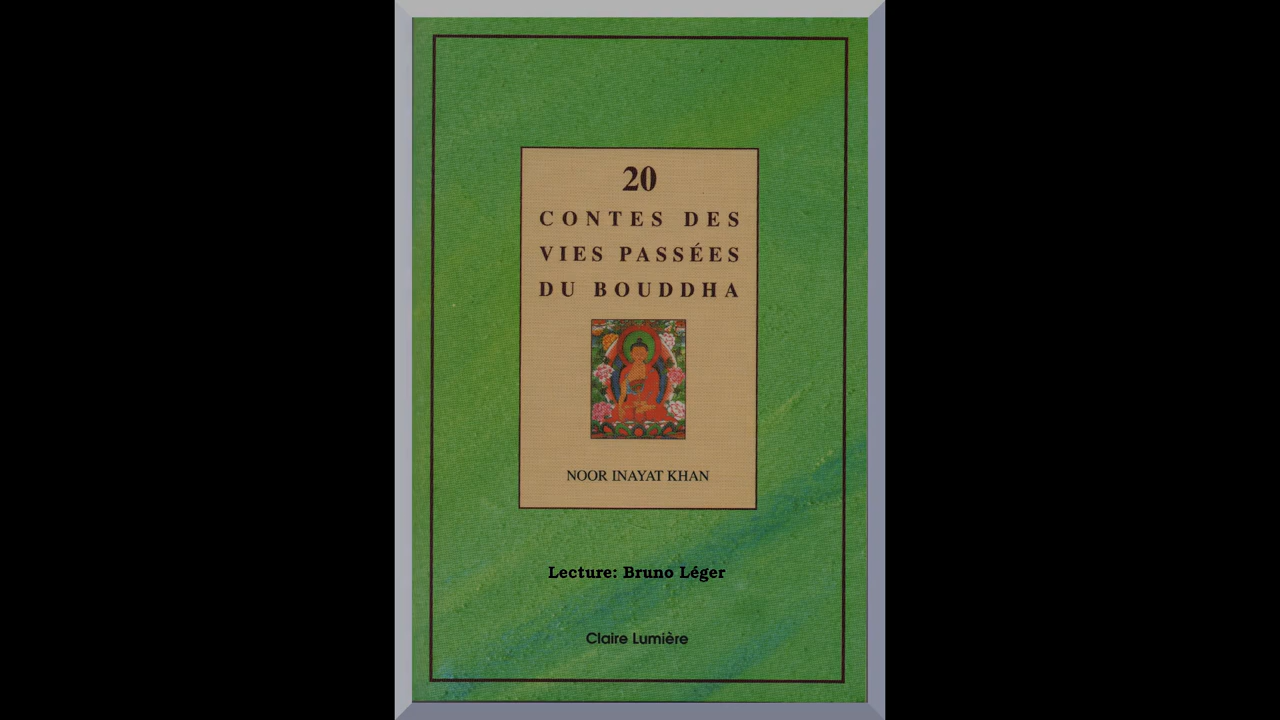 20
CONTES DES
VIES PASSÉES
DU BOUDDHA
NOOR INAYAT KHAN
Lecture: Bruno Léger
Claire Lumière